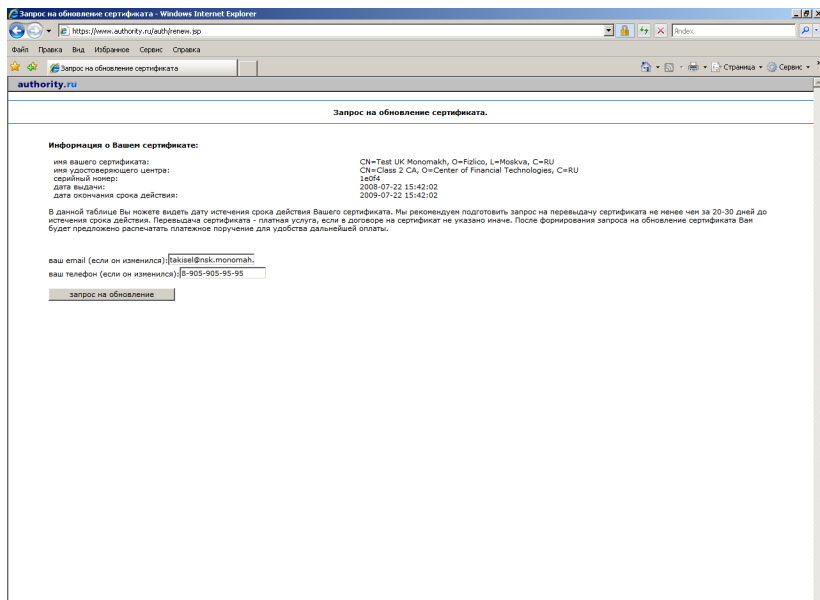 Запрос на обновление сертификата - Windows Internet Explorer
https://www.authority.ru/auth/renew.jsp
Яndex
Файл Правка Вид Избранное Сервис Справка
Запрос на обновление сертификата
Страница Сервис
authority.ru
Запрос на обновление сертификата.
Информация о Вашем сертификате:
имя вашего сертификата: CN=Test UK Monomakh, O=Fizlico, L=Moskva, C=RU
имя удостоверяющего центра: CN=Class 2 CA, O=Center of Financial Technologies, C=RU
серийный номер: 1e0f4
дата выдачи: 2008-07-22 15:42:02
дата окончания срока действия: 2009-07-22 15:42:02
В данной таблице Вы можете видеть дату истечения срока действия Вашего сертификата. Мы рекомендуем подготовить запрос на перевыдачу сертификата не менее чем за 20-30 дней до
истечения срока действия. Перевыдача сертификата - платная услуга, если в договоре на сертификат не указано иначе. После формирования запроса на обновление сертификата Вам
будет предложено распечатать платежное поручение для удобства дальнейшей оплаты.
ваш email (если он изменился): takisel@nsk.monomah.
ваш телефон (если он изменился): 8-905-905-95-95
запрос на обновление